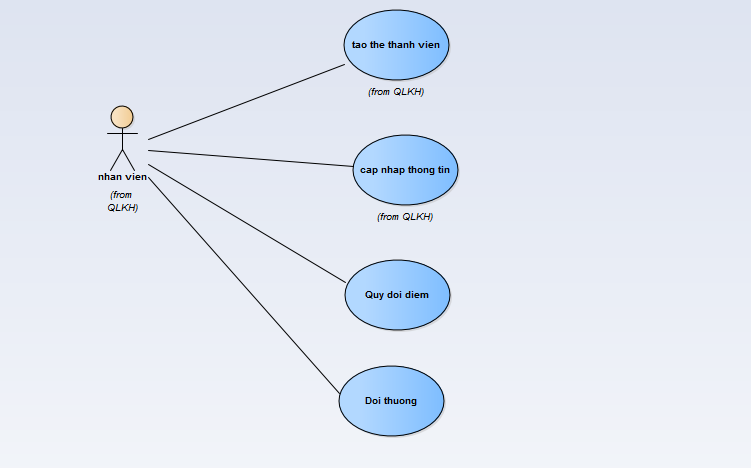 tao the thanh vien
(from QLKH)
nhan vien
(from
QLKH)
cap nhap thong tin
(from QLKH)
Quy doi diem
Doi thuong